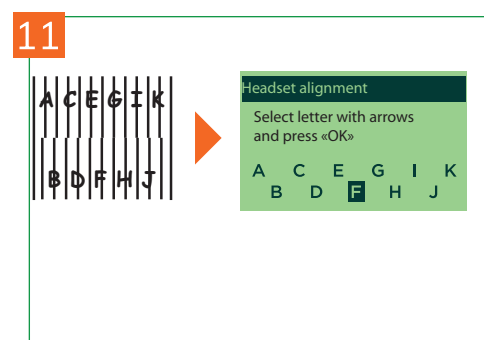 11
A C E G I K
B D F H J
Headset alignment
Select letter with arrows
and press «OK»
A C E G I K
B D F H J